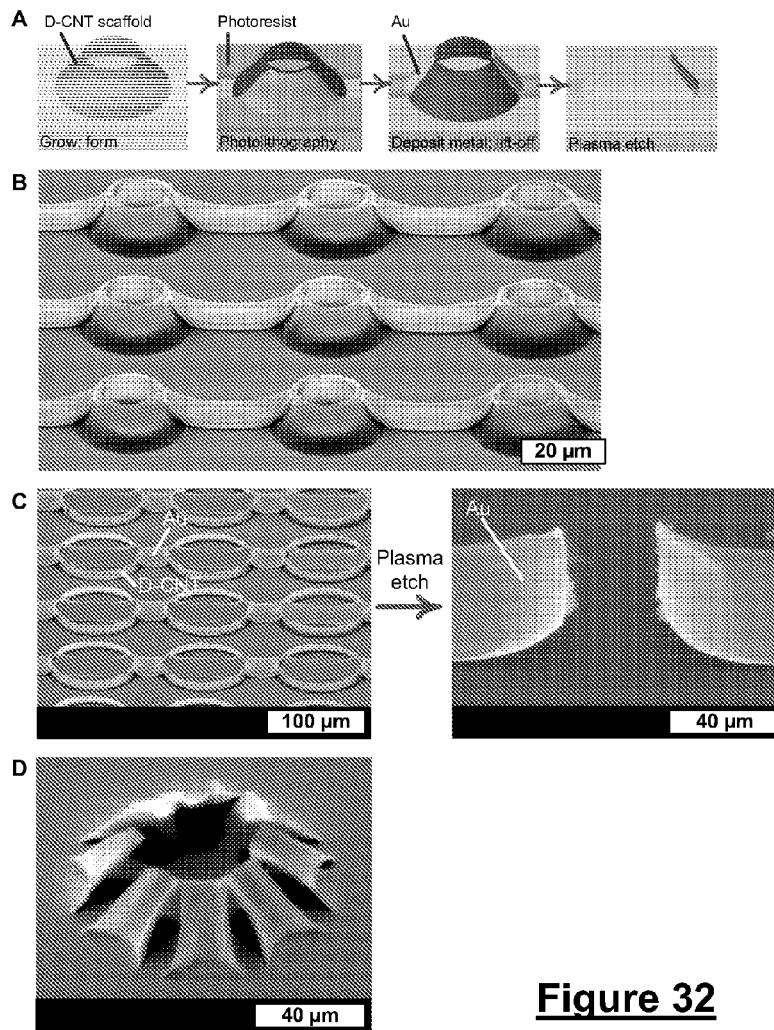 A
D-CNT scaffold
Photoresist
Au
Grow; form
Photolithography
Deposit metal; lift-off
Plasma etch
B
20 µm
C
Au
D-CNT
100 µm
Plasma
etch
Au
40 µm
D
40 µm
Figure 32